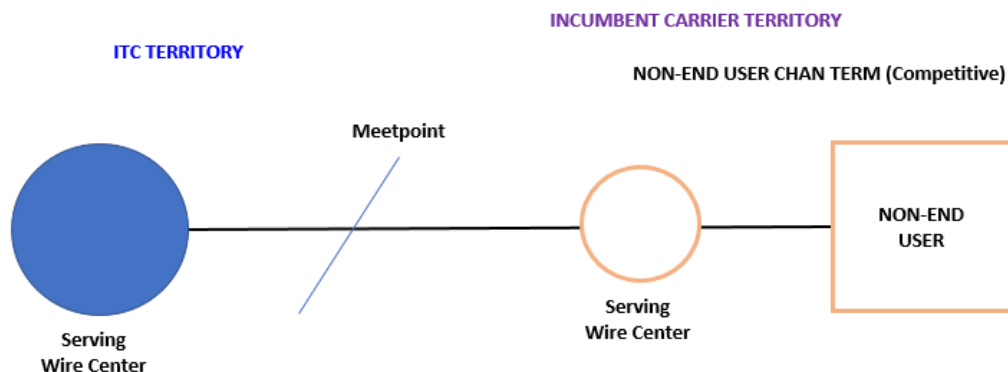 INCUMBENT CARRIER TERRITORY
ITC TERRITORY
NON-END USER CHAN TERM (Competitive)
Meetpoint
NON-END
USER
Serving
Wire Center
Serving
Wire Center